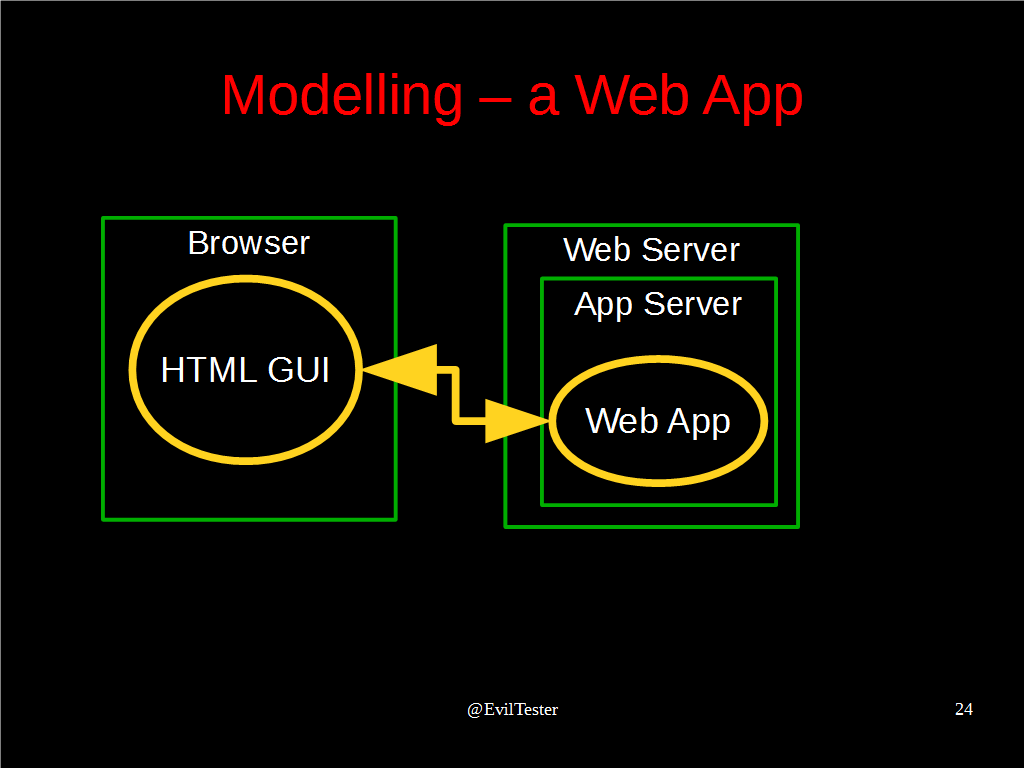 Modelling – a Web App
Browser
HTML GUI
Web Server
App Server
Web App
@EvilTester
24